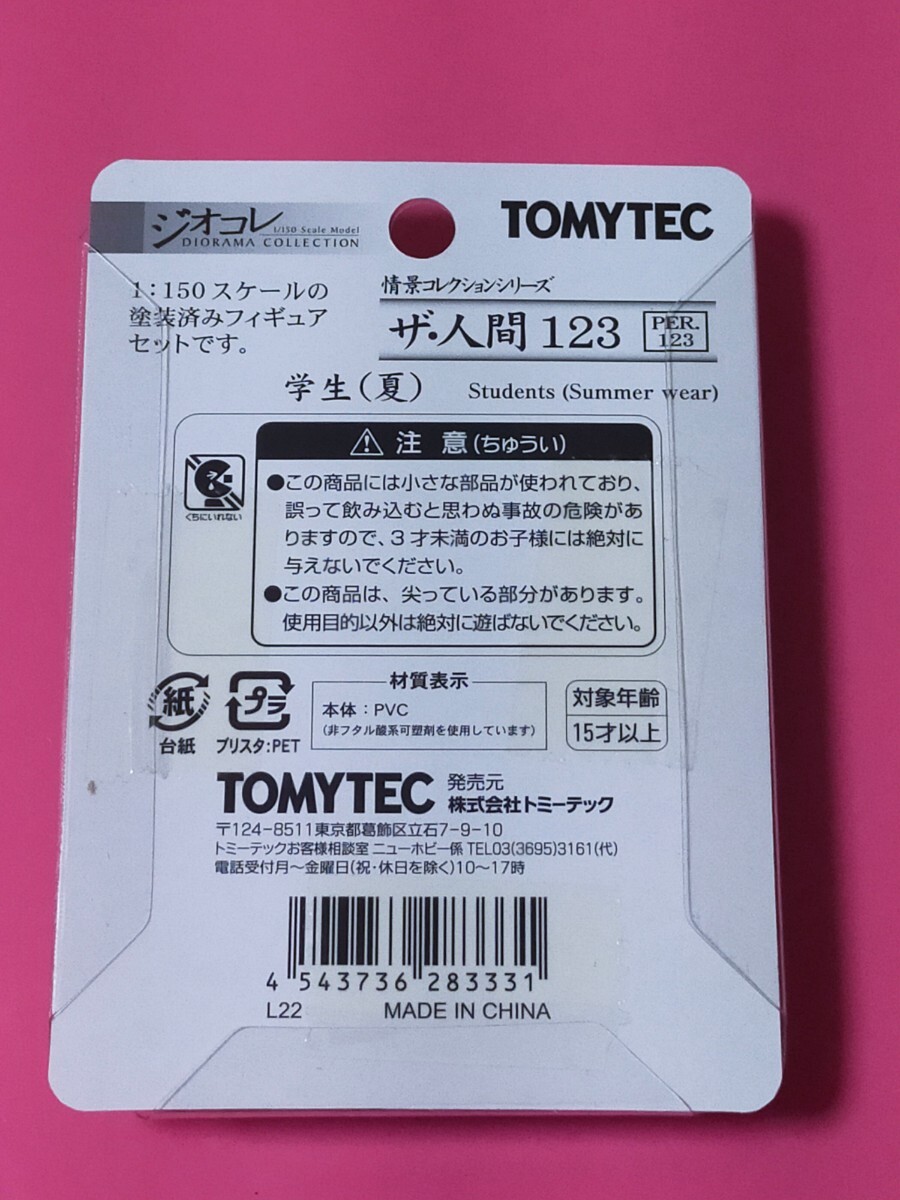 ジオコレ 1/150 Scale Model
DIORAMA COLLECTION
TOMYTEC
1:150スケールの
塗装済みフィギュア
セットです。
情景コレクションシリーズ
ザ・人間 123
PER.
123
学生(夏) Students (Summer wear)
⚠注 意(ちゅうい)
●この商品には小さな部品が使われており、
誤って飲み込むと思わぬ事故の危険があ
りますので、3才未満のお子様には絶対に
与えないでください。
●この商品は、尖っている部分があります。
使用目的以外は絶対に遊ばないでください。
くちにいれない
紙
台紙
プラ
ブリスタ:PET
材質表示
本体:PVC
(非フタル酸系可塑剤を使用しています)
対象年齢
15才以上
TOMYTEC 発売元
株式会社トミーテック
〒124-8511東京都葛飾区立石7-9-10
トミーテックお客様相談室 ニューホビー係 TEL03(3695)3161(代)
電話受付月〜金曜日(祝・休日を除く)10〜17時
4 543736 283331
L22 MADE IN CHINA